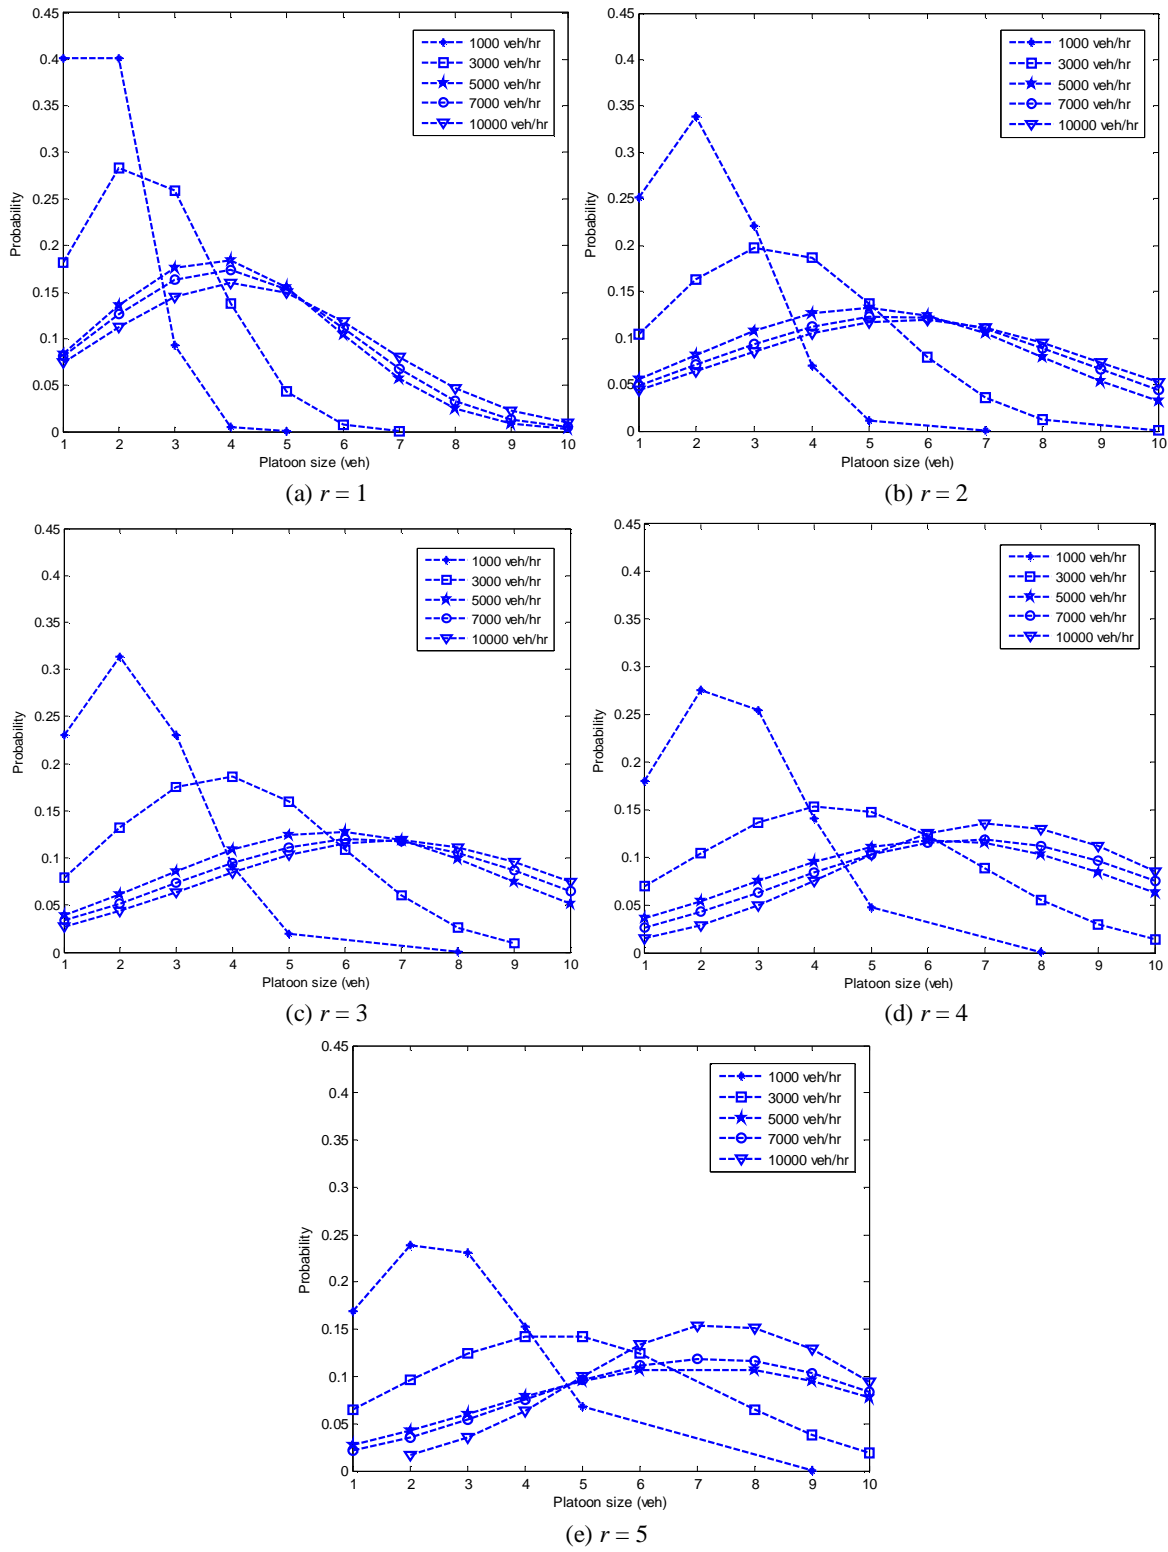 0.45
0.4
0.35
0.3
0.25
0.2
0.15
0.1
0.05
0
Probability
1 2 3 4 5 6 7 8 9 10
Platoon size (veh)
1000 veh/hr
3000 veh/hr
5000 veh/hr
7000 veh/hr
10000 veh/hr
(a) r = 1
0.45
0.4
0.35
0.3
0.25
0.2
0.15
0.1
0.05
0
Probability
1 2 3 4 5 6 7 8 9 10
Platoon size (veh)
1000 veh/hr
3000 veh/hr
5000 veh/hr
7000 veh/hr
10000 veh/hr
(b) r = 2
0.45
0.4
0.35
0.3
0.25
0.2
0.15
0.1
0.05
0
Probability
1 2 3 4 5 6 7 8 9 10
Platoon size (veh)
1000 veh/hr
3000 veh/hr
5000 veh/hr
7000 veh/hr
10000 veh/hr
(c) r = 3
0.45
0.4
0.35
0.3
0.25
0.2
0.15
0.1
0.05
0
Probability
1 2 3 4 5 6 7 8 9 10
Platoon size (veh)
1000 veh/hr
3000 veh/hr
5000 veh/hr
7000 veh/hr
10000 veh/hr
(d) r = 4
0.45
0.4
0.35
0.3
0.25
0.2
0.15
0.1
0.05
0
Probability
1 2 3 4 5 6 7 8 9 10
Platoon size (veh)
1000 veh/hr
3000 veh/hr
5000 veh/hr
7000 veh/hr
10000 veh/hr
(e) r = 5